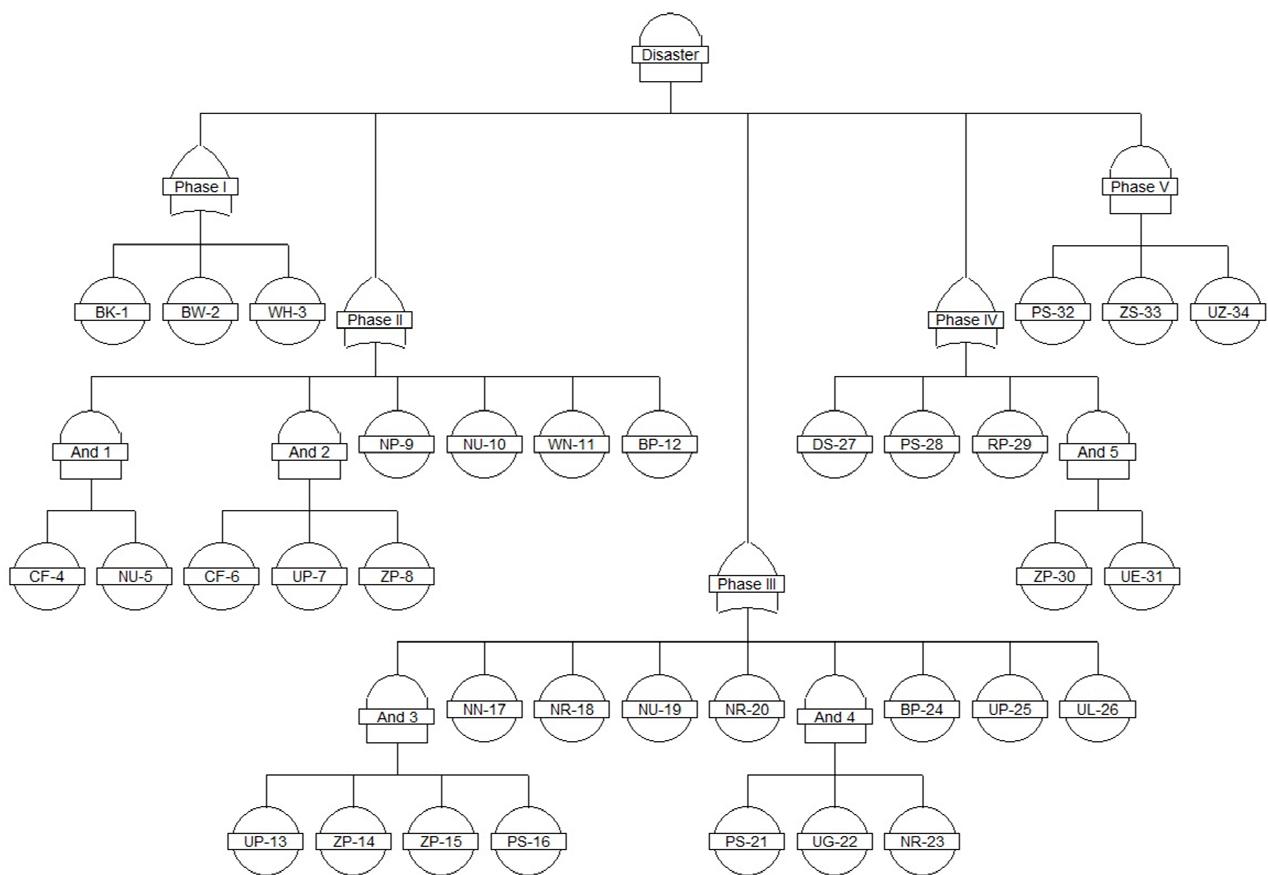 Disaster
Phase I
Phase V
BK-1
BW-2
WH-3
Phase II
Phase IV
PS-32
ZS-33
UZ-34
And 1
And 2
NP-9
NU-10
WN-11
BP-12
DS-27
PS-28
RP-29
And 5
CF-4
NU-5
CF-6
UP-7
ZP-8
Phase III
ZP-30
UE-31
And 3
NN-17
NR-18
NU-19
NR-20
And 4
BP-24
UP-25
UL-26
UP-13
ZP-14
ZP-15
PS-16
PS-21
UG-22
NR-23